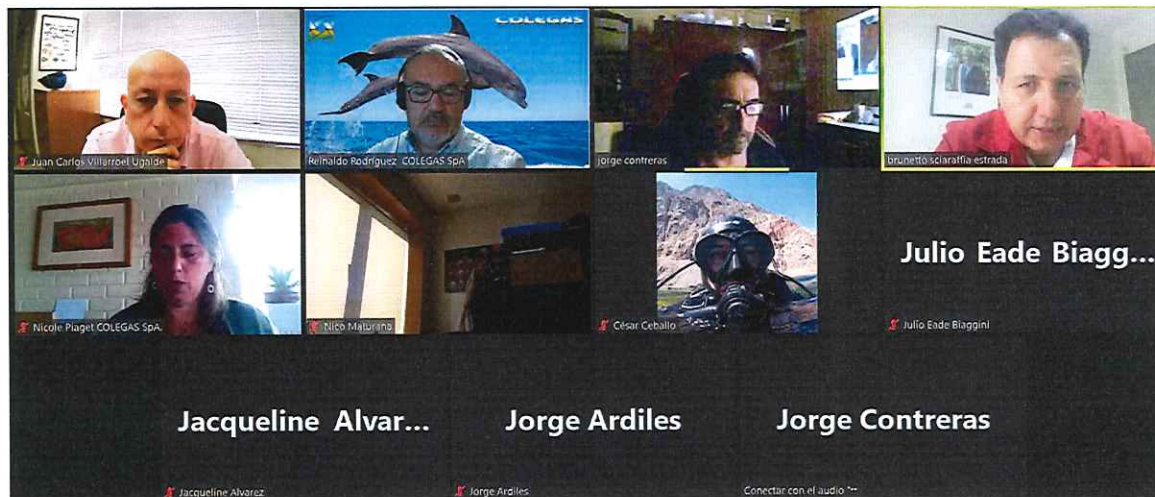 COLEGAS
Juan Carlos Villarroel Ugalde
Reinaldo Rodríguez COLEGAS SpA
jorge contreras
brunetto sciaraffia estrada
Nicole Piaget COLEGAS SpA.
Nico Maturana
César Ceballo
Julio Eade Biagg...
Julio Eade Biaggini
Jacqueline Alvar...
Jorge Ardiles
Jorge Contreras
Jacqueline Alvarez
Jorge Ardiles
Conectar con el audio